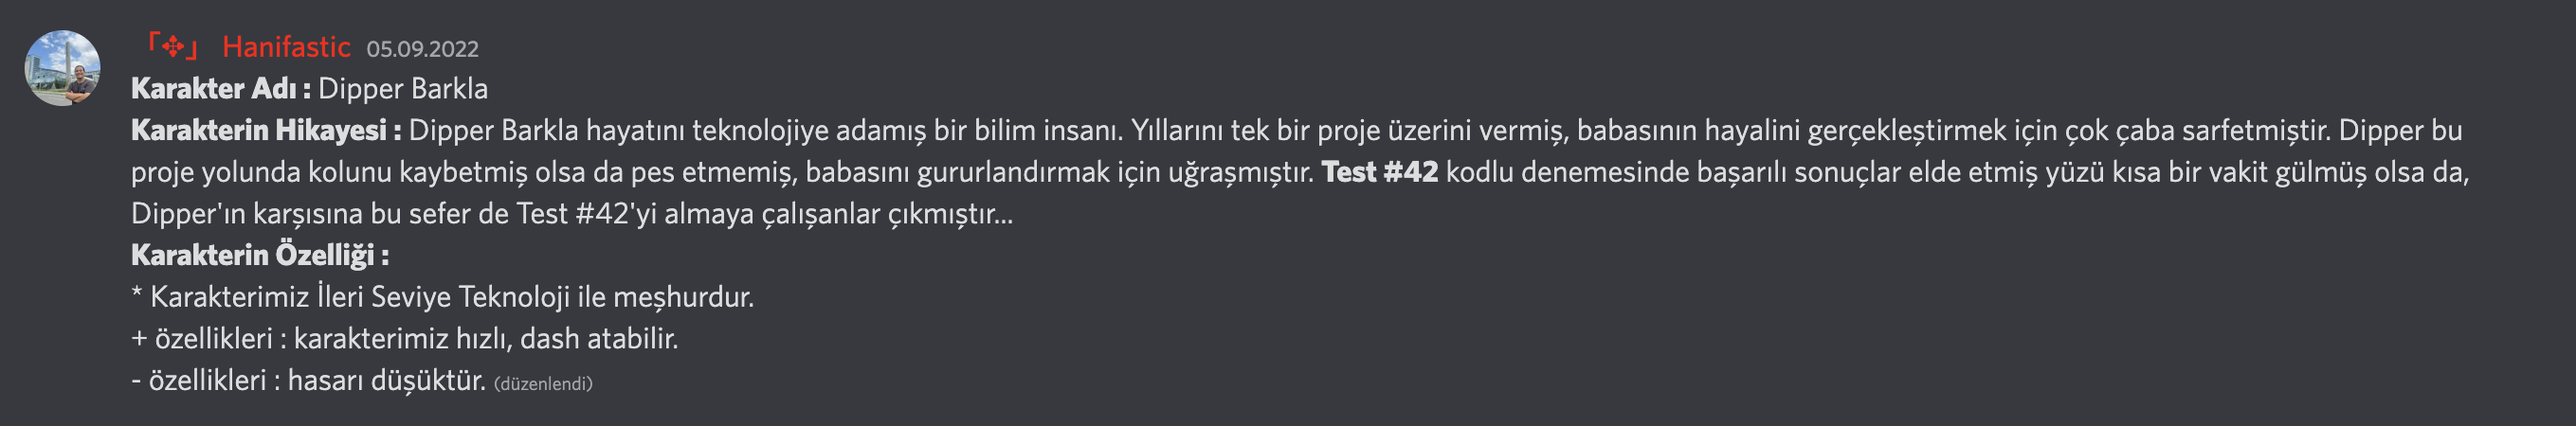 「✥」 Hanifastic 05.09.2022
Karakter Adı : Dipper Barkla
Karakterin Hikayesi : Dipper Barkla hayatını teknolojiye adamış bir bilim insanı. Yıllarını tek bir proje üzerini vermiş, babasının hayalini gerçekleştirmek için çok çaba sarfetmiştir. Dipper bu
proje yolunda kolunu kaybetmiş olsa da pes etmemiş, babasını gururlandırmak için uğraşmıştır. Test #42 kodlu denemesinde başarılı sonuçlar elde etmiş yüzü kısa bir vakit gülmüş olsa da,
Dipper'ın karşısına bu sefer de Test #42'yi almaya çalışanlar çıkmıştır...
Karakterin Özelliği :
* Karakterimiz İleri Seviye Teknoloji ile meşhurdur.
+ özellikleri : karakterimiz hızlı, dash atabilir.
- özellikleri : hasarı düşüktür. (düzenlendi)